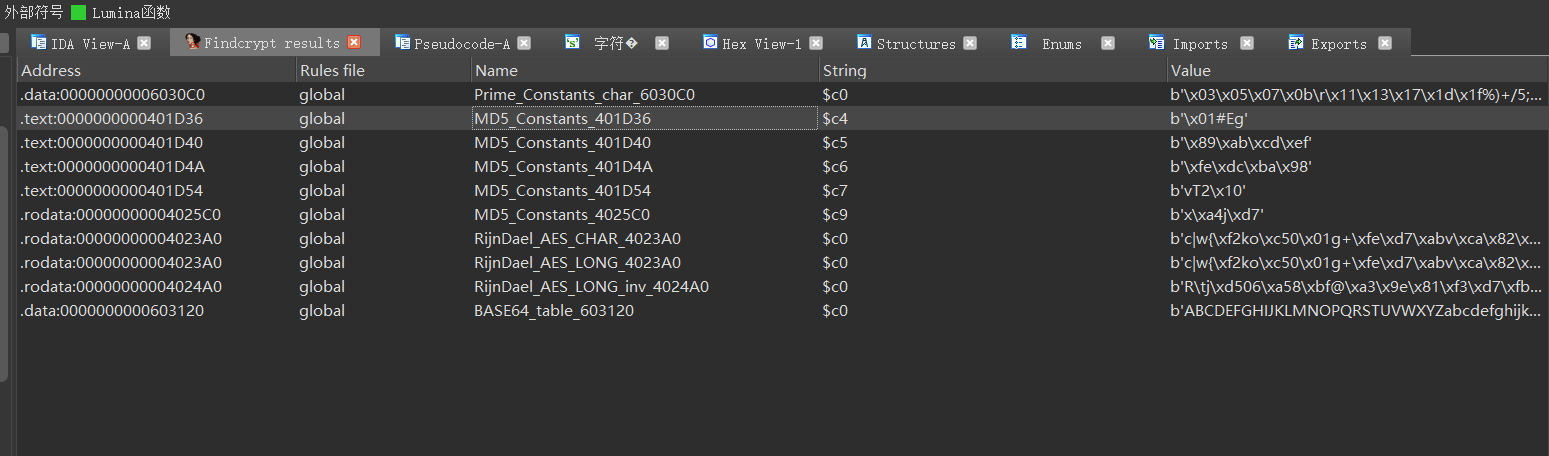 外部符号 Lumina函数
IDA View-A Findcrypt results Pseudocode-A 字符� Hex View-1 Structures Enums Imports Exports
Address Rules file Name String Value
.data:00000000006030C0 global Prime_Constants_char_6030C0 $c0 b'\x03\x05\x07\x0b\r\x11\x13\x17\x1d\x1f%)+/5;...
.text:0000000000401D36 global MD5_Constants_401D36 $c4 b'\x01#Eg'
.text:0000000000401D40 global MD5_Constants_401D40 $c5 b'\x89\xab\xcd\xef'
.text:0000000000401D4A global MD5_Constants_401D4A $c6 b'\xfe\xdc\xba\x98'
.text:0000000000401D54 global MD5_Constants_401D54 $c7 b'vT2\x10'
.rodata:00000000004025C0 global MD5_Constants_4025C0 $c9 b'x\xa4j\xd7'
.rodata:00000000004023A0 global RijnDael_AES_CHAR_4023A0 $c0 b'c|w{\xf2ko\xc50\x01g+\xfe\xd7\xabv\xca\x82\x...
.rodata:00000000004023A0 global RijnDael_AES_LONG_4023A0 $c0 b'c|w{\xf2ko\xc50\x01g+\xfe\xd7\xabv\xca\x82\x...
.rodata:00000000004024A0 global RijnDael_AES_LONG_inv_4024A0 $c0 b'R\tj\xd506\xa58\xbf@\xa3\x9e\x81\xf3\xd7\xfb...
.data:0000000000603120 global BASE64_table_603120 $c0 b'ABCDEFGHIJKLMNOPQRSTUVWXYZabcdefghijk...